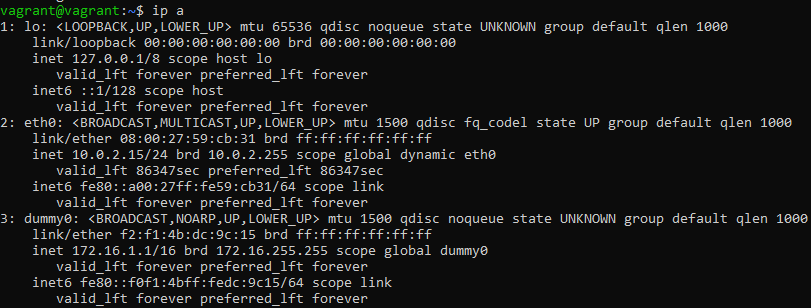 vagrant@vagrant:~$ ip a
1: lo: <LOOPBACK,UP,LOWER_UP> mtu 65536 qdisc noqueue state UNKNOWN group default qlen 1000
    link/loopback 00:00:00:00:00:00 brd 00:00:00:00:00:00
    inet 127.0.0.1/8 scope host lo
       valid_lft forever preferred_lft forever
    inet6 ::1/128 scope host
       valid_lft forever preferred_lft forever
2: eth0: <BROADCAST,MULTICAST,UP,LOWER_UP> mtu 1500 qdisc fq_codel state UP group default qlen 1000
    link/ether 08:00:27:59:cb:31 brd ff:ff:ff:ff:ff:ff
    inet 10.0.2.15/24 brd 10.0.2.255 scope global dynamic eth0
       valid_lft 86347sec preferred_lft 86347sec
    inet6 fe80::a00:27ff:fe59:cb31/64 scope link
       valid_lft forever preferred_lft forever
3: dummy0: <BROADCAST,NOARP,UP,LOWER_UP> mtu 1500 qdisc noqueue state UNKNOWN group default qlen 1000
    link/ether f2:f1:4b:dc:9c:15 brd ff:ff:ff:ff:ff:ff
    inet 172.16.1.1/16 brd 172.16.255.255 scope global dummy0
       valid_lft forever preferred_lft forever
    inet6 fe80::f0f1:4bff:fedc:9c15/64 scope link
       valid_lft forever preferred_lft forever